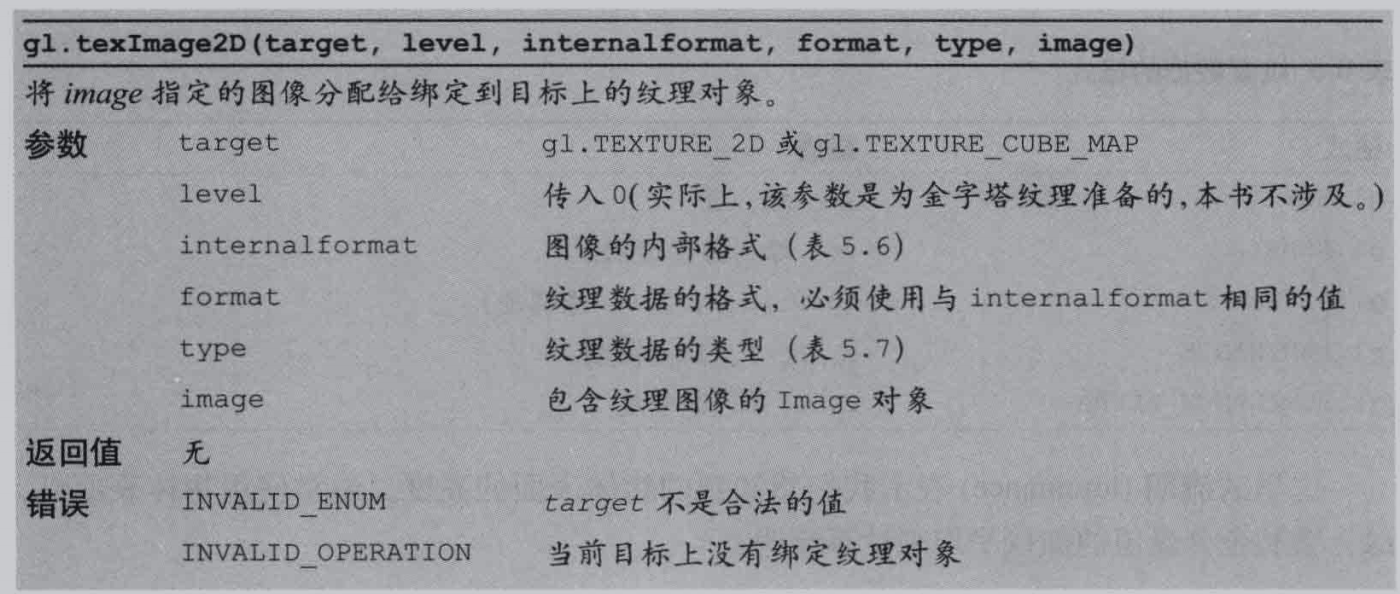 gl.texImage2D(target, level, internalformat, format, type, image)
将 image 指定的图像分配给绑定到目标上的纹理对象。
参数 target gl.TEXTURE_2D 或 gl.TEXTURE_CUBE_MAP
level 传入 0(实际上,该参数是为金字塔纹理准备的,本书不涉及。)
internalformat 图像的内部格式（表 5.6）
format 纹理数据的格式，必须使用与 internalformat 相同的值
type 纹理数据的类型（表 5.7）
image 包含纹理图像的 Image 对象
返回值 无
错误 INVALID_ENUM target 不是合法的值
INVALID_OPERATION 当前目标上没有绑定纹理对象